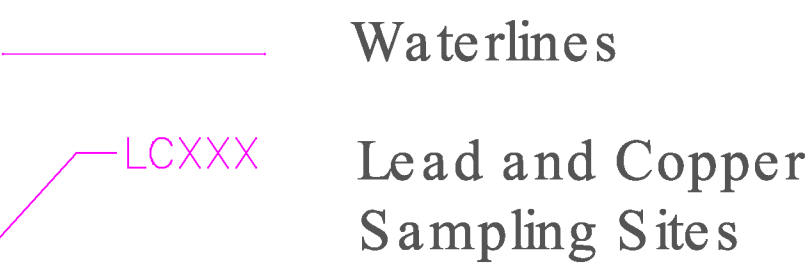 Waterlines
LCXXX
Lead and Copper
Sampling Sites